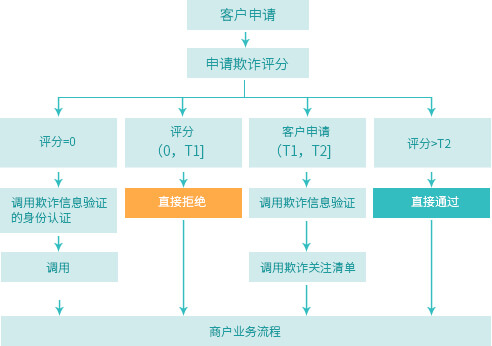 客户申请
申请欺诈评分
评分=0
评分
（0，T1]
客户申请
（T1，T2]
评分>T2
调用欺诈信息验证
的身份认证
直接拒绝
调用欺诈信息验证
直接通过
调用
调用欺诈关注清单
商户业务流程